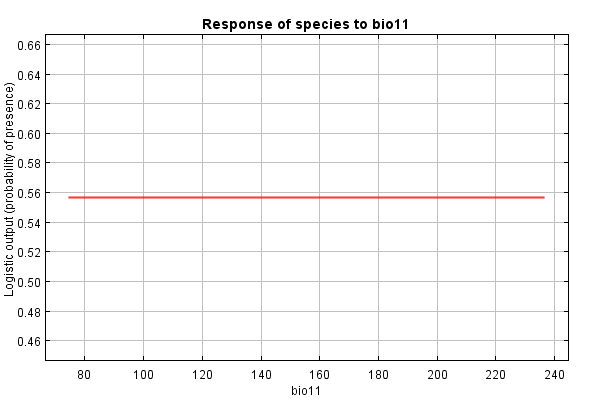 Response of species to bio11
Logistic output (probability of presence)
0.66
0.64
0.62
0.60
0.58
0.56
0.54
0.52
0.50
0.48
0.46
80 100 120 140 160 180 200 220 240
bio11